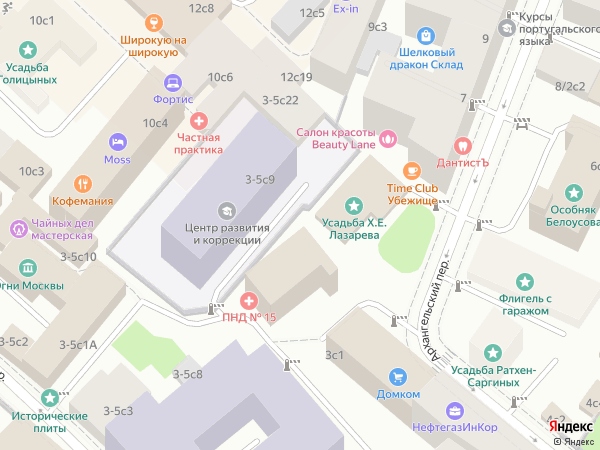 12с8
12с5
Ex-in
Курсы
португальского
языка
Широкую на
широкую
9с3
9
Усадьба
Голицыных
Шелковый
дракон Склад
10с6
12с19
8/2с2
Фортис
3-5с22
7
10с4
Частная
практика
Салон красоты
Beauty Lane
Moss
ДантистЪ
10с3
3-5с9
6с
Кофемания
Time Club
Убежище
Особняк
Белоусова
Чайных дел
мастерская
Центр развития
и коррекции
Усадьба Х.Е.
Лазарева
3-5с10
Огни Москвы
Архангельский пер.
Флигель с
гаражом
ПНД № 15
3-5с2
3-5с1А
3с1
3-5с8
Усадьба Ратхен-
Саргиных
Домком
3-5с3
Исторические
плиты
НефтегазИнКор
4с2
4с
Яндекс
© Яндекс